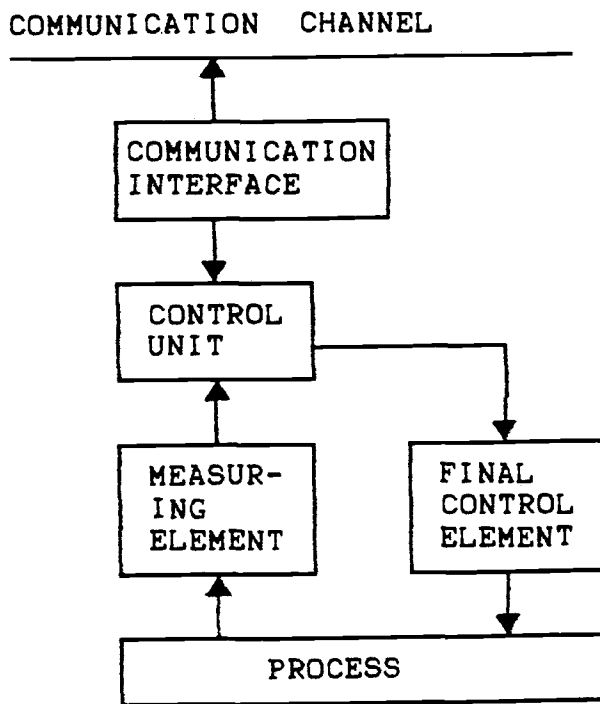 COMMUNICATION CHANNEL
COMMUNICATION
INTERFACE
CONTROL
UNIT
MEASUR-
ING
ELEMENT
FINAL
CONTROL
ELEMENT
PROCESS